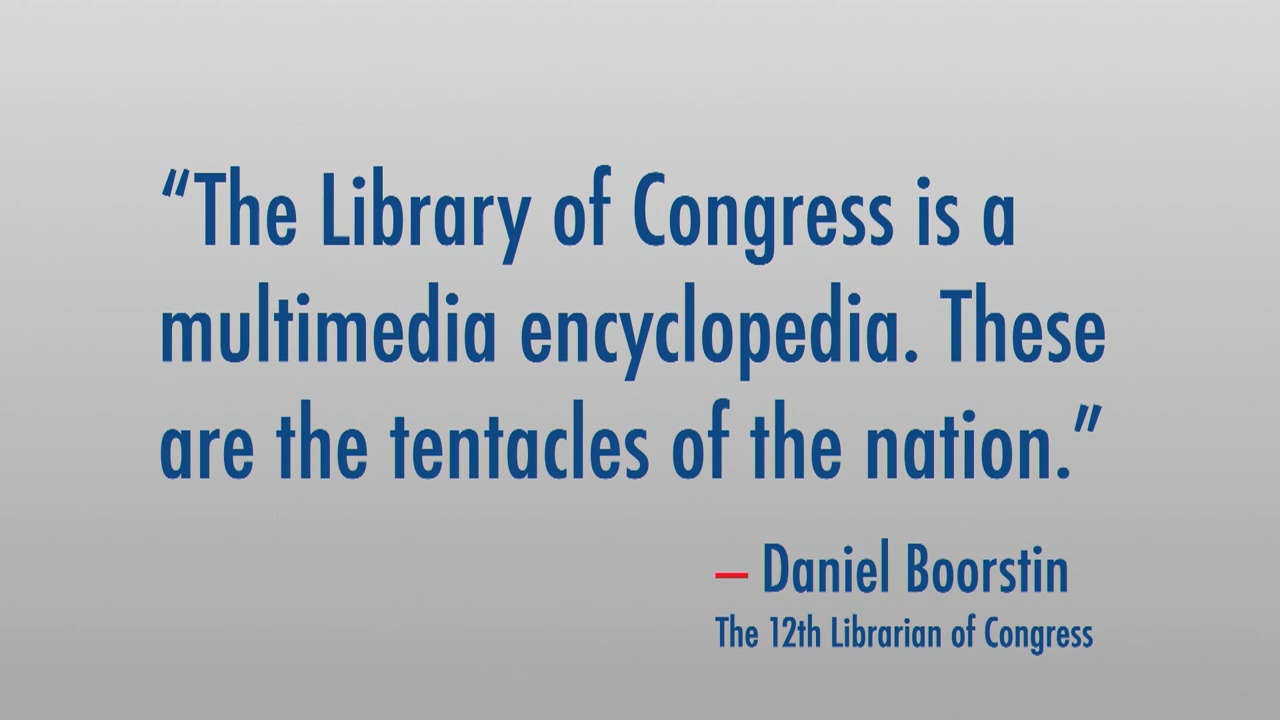 “The Library of Congress is a
multimedia encyclopedia. These
are the tentacles of the nation.”
– Daniel Boorstin
The 12th Librarian of Congress